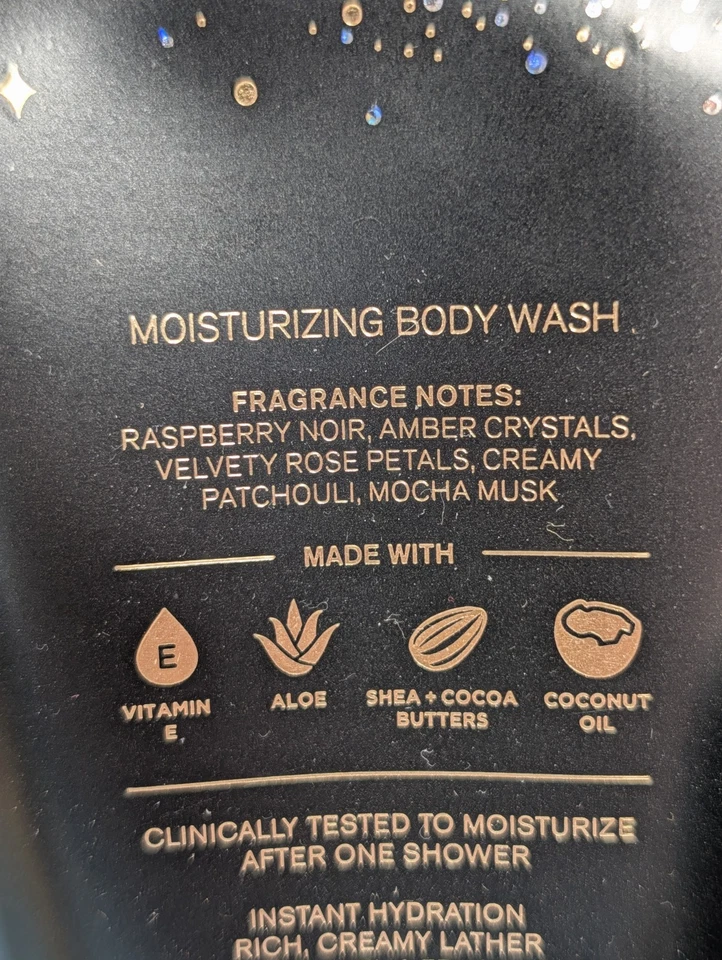 MOISTURIZING BODY WASH
FRAGRANCE NOTES:
RASPBERRY NOIR, AMBER CRYSTALS,
VELVETY ROSE PETALS, CREAMY
PATCHOULI, MOCHA MUSK
MADE WITH
E
VITAMIN
E
ALOE
SHEA + COCOA
BUTTERS
COCONUT
OIL
CLINICALLY TESTED TO MOISTURIZE
AFTER ONE SHOWER
INSTANT HYDRATION
RICH, CREAMY LATHER